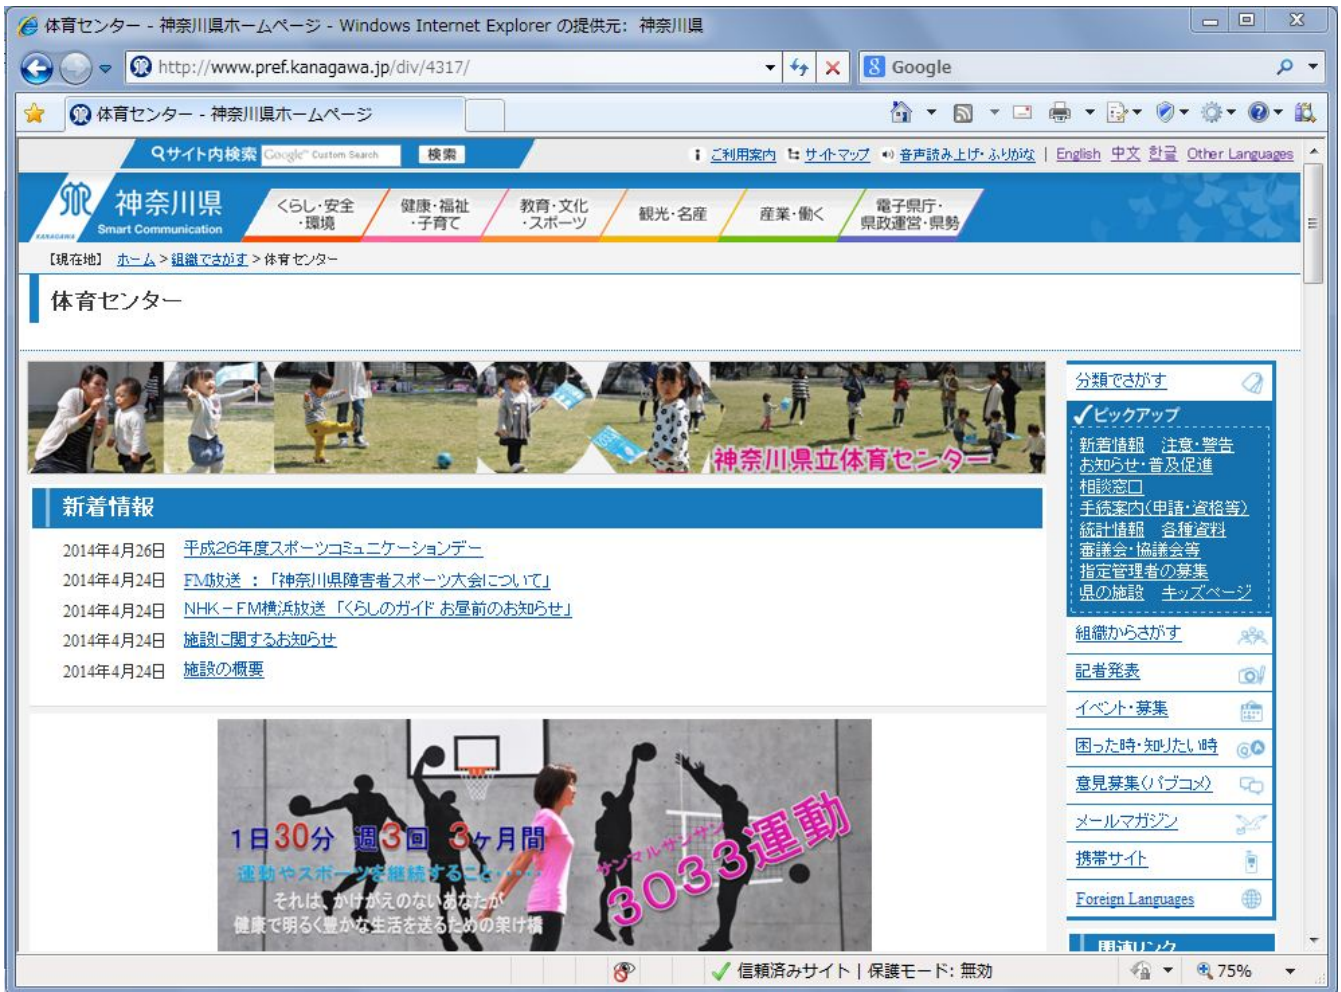 体育センター - 神奈川県ホームページ - Windows Internet Explorer の提供元: 神奈川県
http://www.pref.kanagawa.jp/div/4317/
Google
体育センター - 神奈川県ホームページ
サイト内検索 Google Custom Search 検索
ご利用案内 サイトマップ 音声読み上げ・ふりがな | English 中文 한글 Other Languages
KANAGAWA 神奈川県
Smart Communication
くらし・安全・環境
健康・福祉・子育て
教育・文化・スポーツ
観光・名産
産業・働く
電子県庁・県政運営・県勢
【現在地】 ホーム > 組織でさがす > 体育センター
体育センター
神奈川県立体育センター
新着情報
2014年4月26日 平成26年度スポーツコミュニケーションデー
2014年4月24日 FM放送 : 「神奈川県障害者スポーツ大会について」
2014年4月24日 NHK-FM横浜放送 「くらしのガイド お昼前のお知らせ」
2014年4月24日 施設に関するお知らせ
2014年4月24日 施設の概要
1日30分 週3回 3ヶ月間
運動やスポーツを継続すること・・・・・
それは、かけがえのないあなたが
健康で明るく豊かな生活を送るための架け橋
サンマルサンサン
3033運動
分類でさがす
ピックアップ
新着情報 注意・警告
お知らせ・普及促進
相談窓口
手続案内(申請・資格等)
統計情報 各種資料
審議会・協議会等
指定管理者の募集
県の施設 キッズページ
組織からさがす
記者発表
イベント・募集
困った時・知りたい時
意見募集(パブコメ)
メールマガジン
携帯サイト
Foreign Languages
関連リンク
信頼済みサイト | 保護モード: 無効
75%